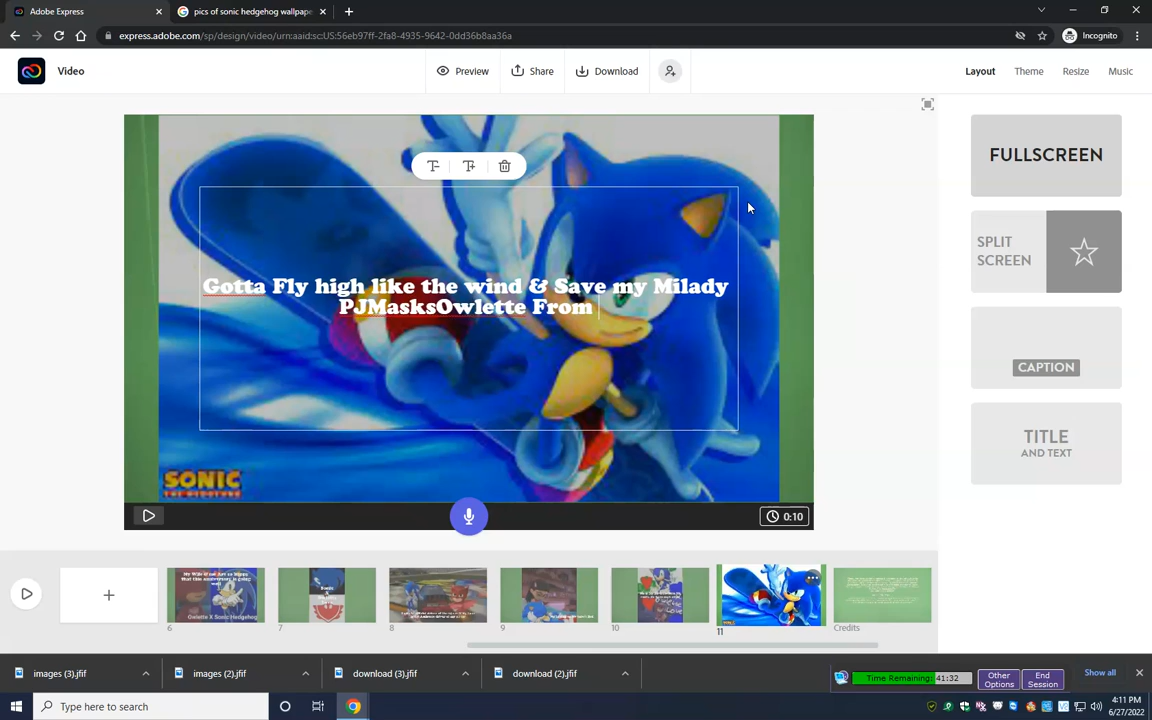 Adobe Express
pics of sonic hedgehog wallpape
express.adobe.com/sp/design/video/urn:aaid:sc:US:56eb97ff-2fa8-4935-9642-0dd36b8aa36a
Incognito
Video
Preview
Share
Download
Layout
Theme
Resize
Music
FULLSCREEN
SPLIT
SCREEN
CAPTION
TITLE
AND TEXT
Gotta Fly high like the wind & Save my Milady
PJMasksOwlette From
SONIC
THE HEDGEHOG
0:10
6
7
8
9
10
11
Credits
images (3).jfif
images (2).jfif
download (3).jfif
download (2).jfif
Time Remaining: 41:32
Other
Options
End
Session
Show all
Type here to search
4:11 PM
6/27/2022